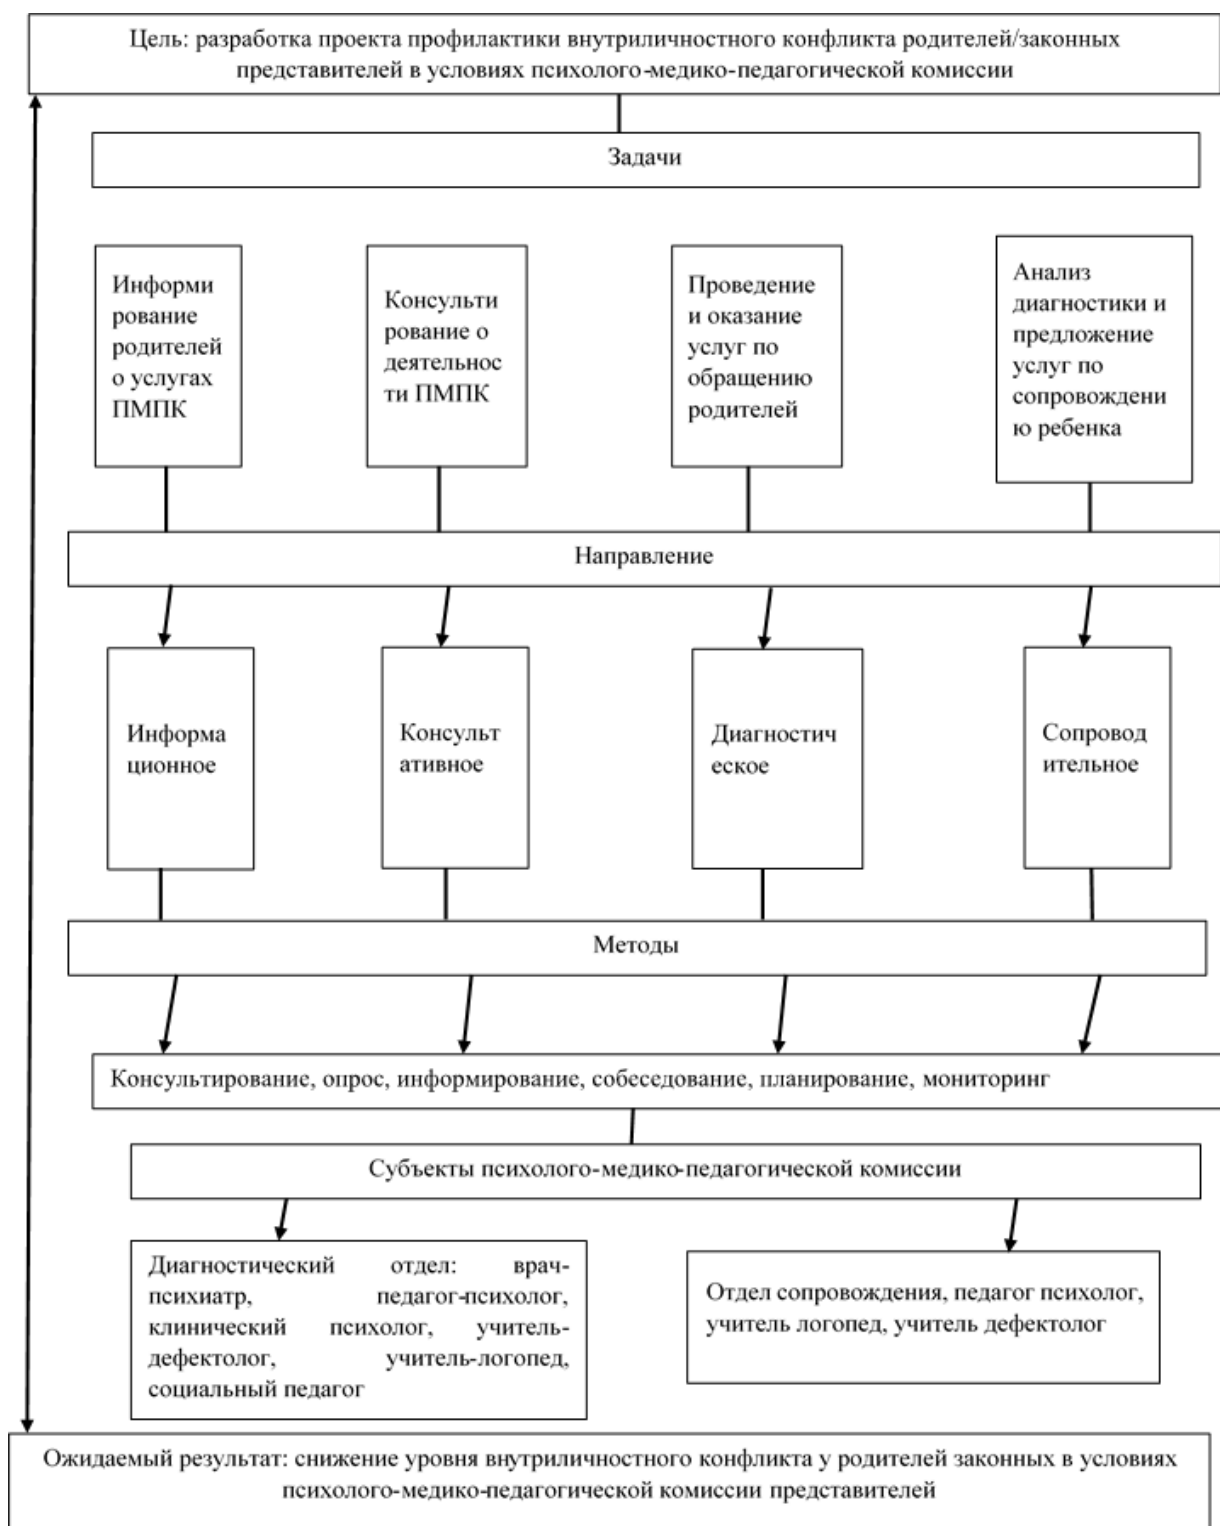 Цель: разработка проекта профилактики внутриличностного конфликта родителей/законных
представителей в условиях психолого-медико-педагогической комиссии
Задачи
Информи
рование
родителей
о услугах
ПМПК
Консульти
рование о
деятельнос
ти ПМПК
Проведение
и оказание
услуг по
обращению
родителей
Анализ
диагностики и
предложение
услуг по
сопровождени
ю ребенка
Направление
Информа
ционное
Консульт
ативное
Диагностич
еское
Сопровод
ительное
Методы
Консультирование, опрос, информирование, собеседование, планирование, мониторинг
Субъекты психолого-медико-педагогической комиссии
Диагностический отдел: врач-
психиатр, педагог-психолог,
клинический психолог, учитель-
дефектолог, учитель-логопед,
социальный педагог
Отдел сопровождения, педагог психолог,
учитель логопед, учитель дефектолог
Ожидаемый результат: снижение уровня внутриличностного конфликта у родителей законных в условиях
психолого-медико-педагогической комиссии представителей